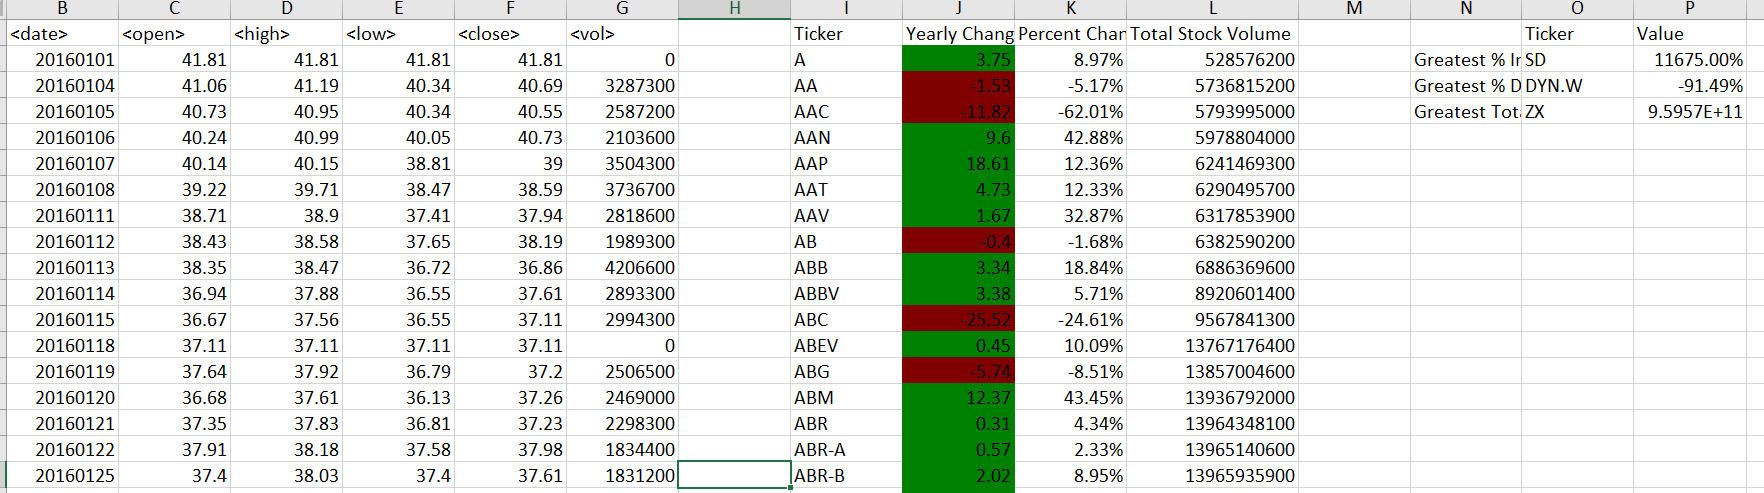 B C D E F G H I J K L M N O P
<date> <open> <high> <low> <close> <vol> Ticker Yearly Chang Percent Char Total Stock Volume Ticker Value
20160101 41.81 41.81 41.81 41.81 0 A 3.75 8.97% 528576200 Greatest % Ir SD 11675.00%
20160104 41.06 41.19 40.34 40.69 3287300 AA -1.53 -5.17% 5736815200 Greatest % D DYN.W -91.49%
20160105 40.73 40.95 40.34 40.55 2587200 AAC -11.82 -62.01% 5793995000 Greatest Tot ZX 9.5957E+11
20160106 40.24 40.99 40.05 40.73 2103600 AAN 9.6 42.88% 5978804000
20160107 40.14 40.15 38.81 39 3504300 AAP 18.61 12.36% 6241469300
20160108 39.22 39.71 38.47 38.59 3736700 AAT 4.73 12.33% 6290495700
20160111 38.71 38.9 37.41 37.94 2818600 AAV 1.67 32.87% 6317853900
20160112 38.43 38.58 37.65 38.19 1989300 AB -0.4 -1.68% 6382590200
20160113 38.35 38.47 36.72 36.86 4206600 ABB 3.34 18.84% 6886369600
20160114 36.94 37.88 36.55 37.61 2893300 ABBV 3.38 5.71% 8920601400
20160115 36.67 37.56 36.55 37.11 2994300 ABC -25.52 -24.61% 9567841300
20160118 37.11 37.11 37.11 37.11 0 ABEV 0.45 10.09% 13767176400
20160119 37.64 37.92 36.79 37.2 2506500 ABG -5.74 -8.51% 13857004600
20160120 36.68 37.61 36.13 37.26 2469000 ABM 12.37 43.45% 13936792000
20160121 37.35 37.83 36.81 37.23 2298300 ABR 0.31 4.34% 13964348100
20160122 37.91 38.18 37.58 37.98 1834400 ABR-A 0.57 2.33% 13965140600
20160125 37.4 38.03 37.4 37.61 1831200 ABR-B 2.02 8.95% 13965935900